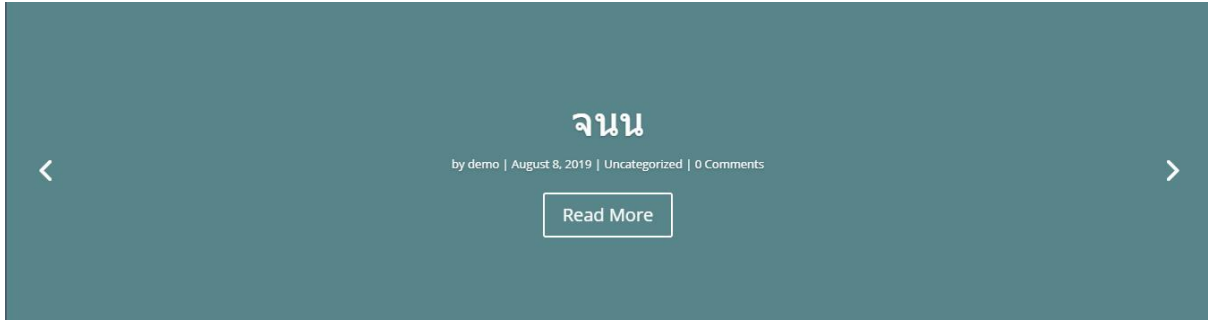 จนน
by demo | August 8, 2019 | Uncategorized | 0 Comments
Read More